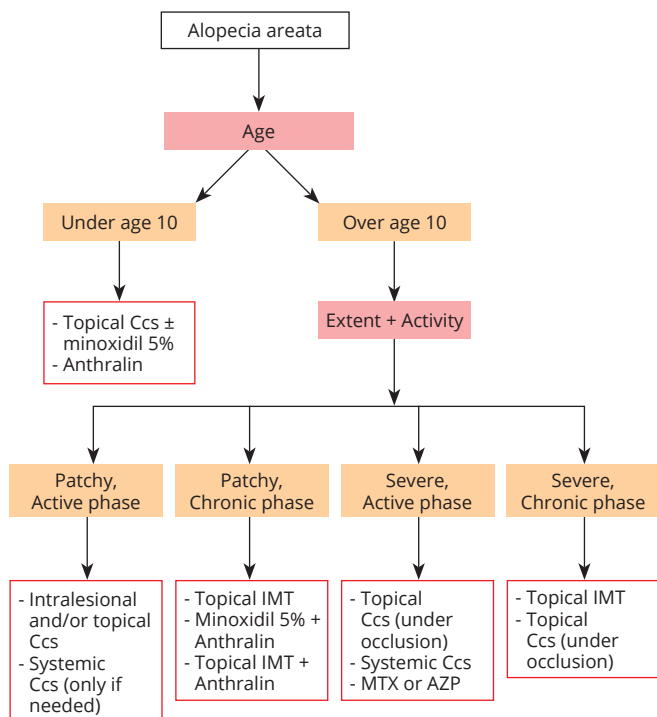 Alopecia areata
Age
Under age 10
Over age 10
- Topical Ccs ±
minoxidil 5%
- Anthralin
Extent + Activity
Patchy,
Active phase
Patchy,
Chronic phase
Severe,
Active phase
Severe,
Chronic phase
- Intralesional
and/or topical
Ccs
- Systemic
Ccs (only if
needed)
- Topical IMT
- Minoxidil 5% +
Anthralin
- Topical IMT +
Anthralin
- Topical
Ccs (under
occlusion)
- Systemic Ccs
- MTX or AZP
- Topical IMT
- Topical
Ccs (under
occlusion)